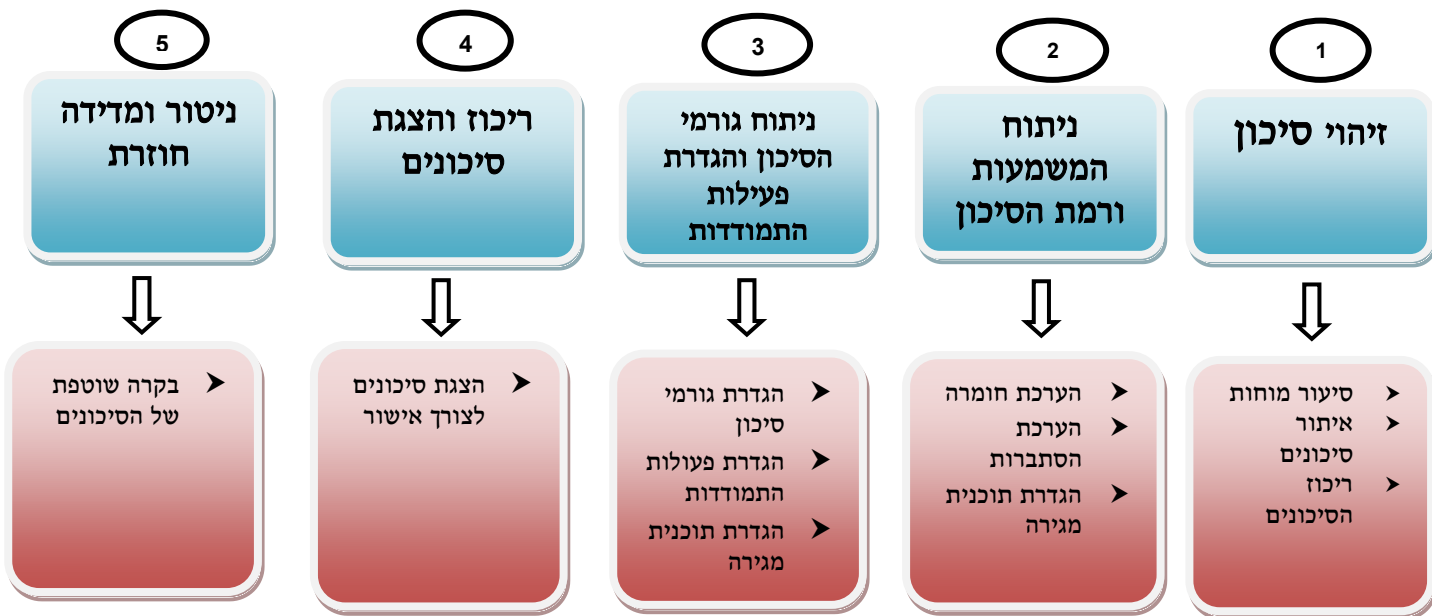 1
זיהוי סיכון
סיעור מוחות
איתור
סיכונים
ריכוז
הסיכונים
2
ניתוח
המשמעות
ורמת הסיכון
הערכת חומרה
הערכת
הסתברות
הגדרת תוכנית
מגירה
3
ניתוח גורמי
הסיכון והגדרת
פעילות
התמודדות
הגדרת גורמי
סיכון
הגדרת פעולות
התמודדות
הגדרת תוכנית
מגירה
4
ריכוז והצגת
סיכונים
הצגת סיכונים
לצורך אישור
5
ניטור ומדידה
חוזרת
בקרה שוטפת
של הסיכונים